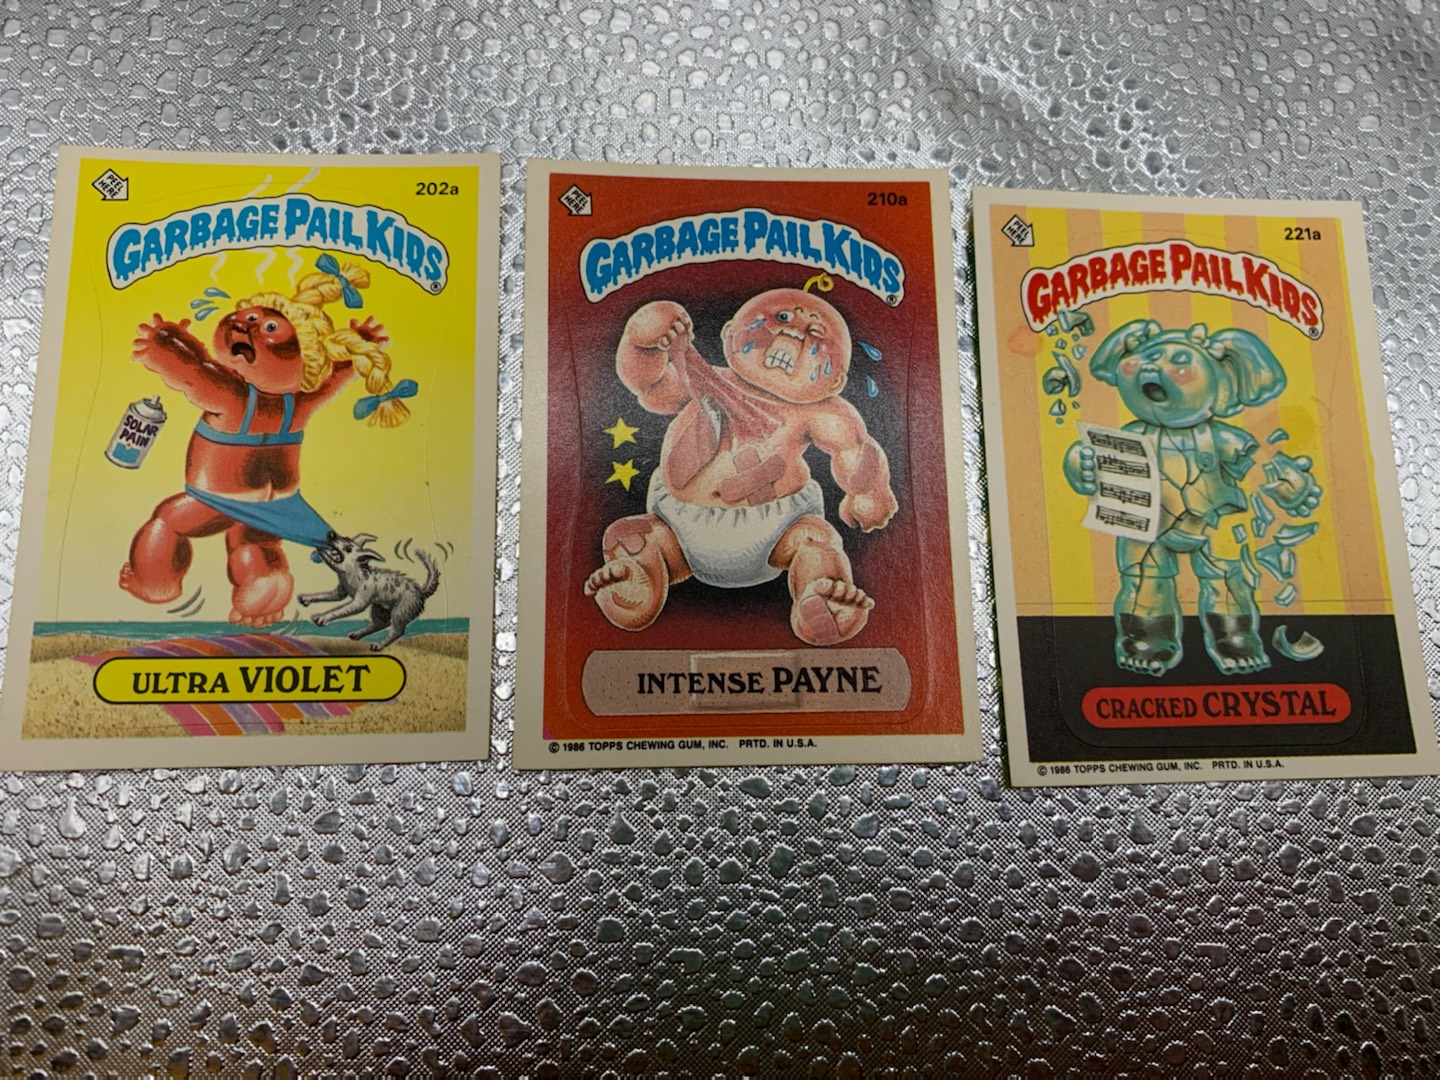 PEEL HERE
202a
GARBAGE PAIL KIDS®
SOLAR
PAIN
ULTRA VIOLET
PEEL HERE
210a
GARBAGE PAIL KIDS®
INTENSE PAYNE
© 1986 TOPPS CHEWING GUM, INC. PRTD. IN U.S.A.
PEEL HERE
221a
GARBAGE PAIL KIDS®
CRACKED CRYSTAL
© 1986 TOPPS CHEWING GUM, INC. PRTD. IN U.S.A.